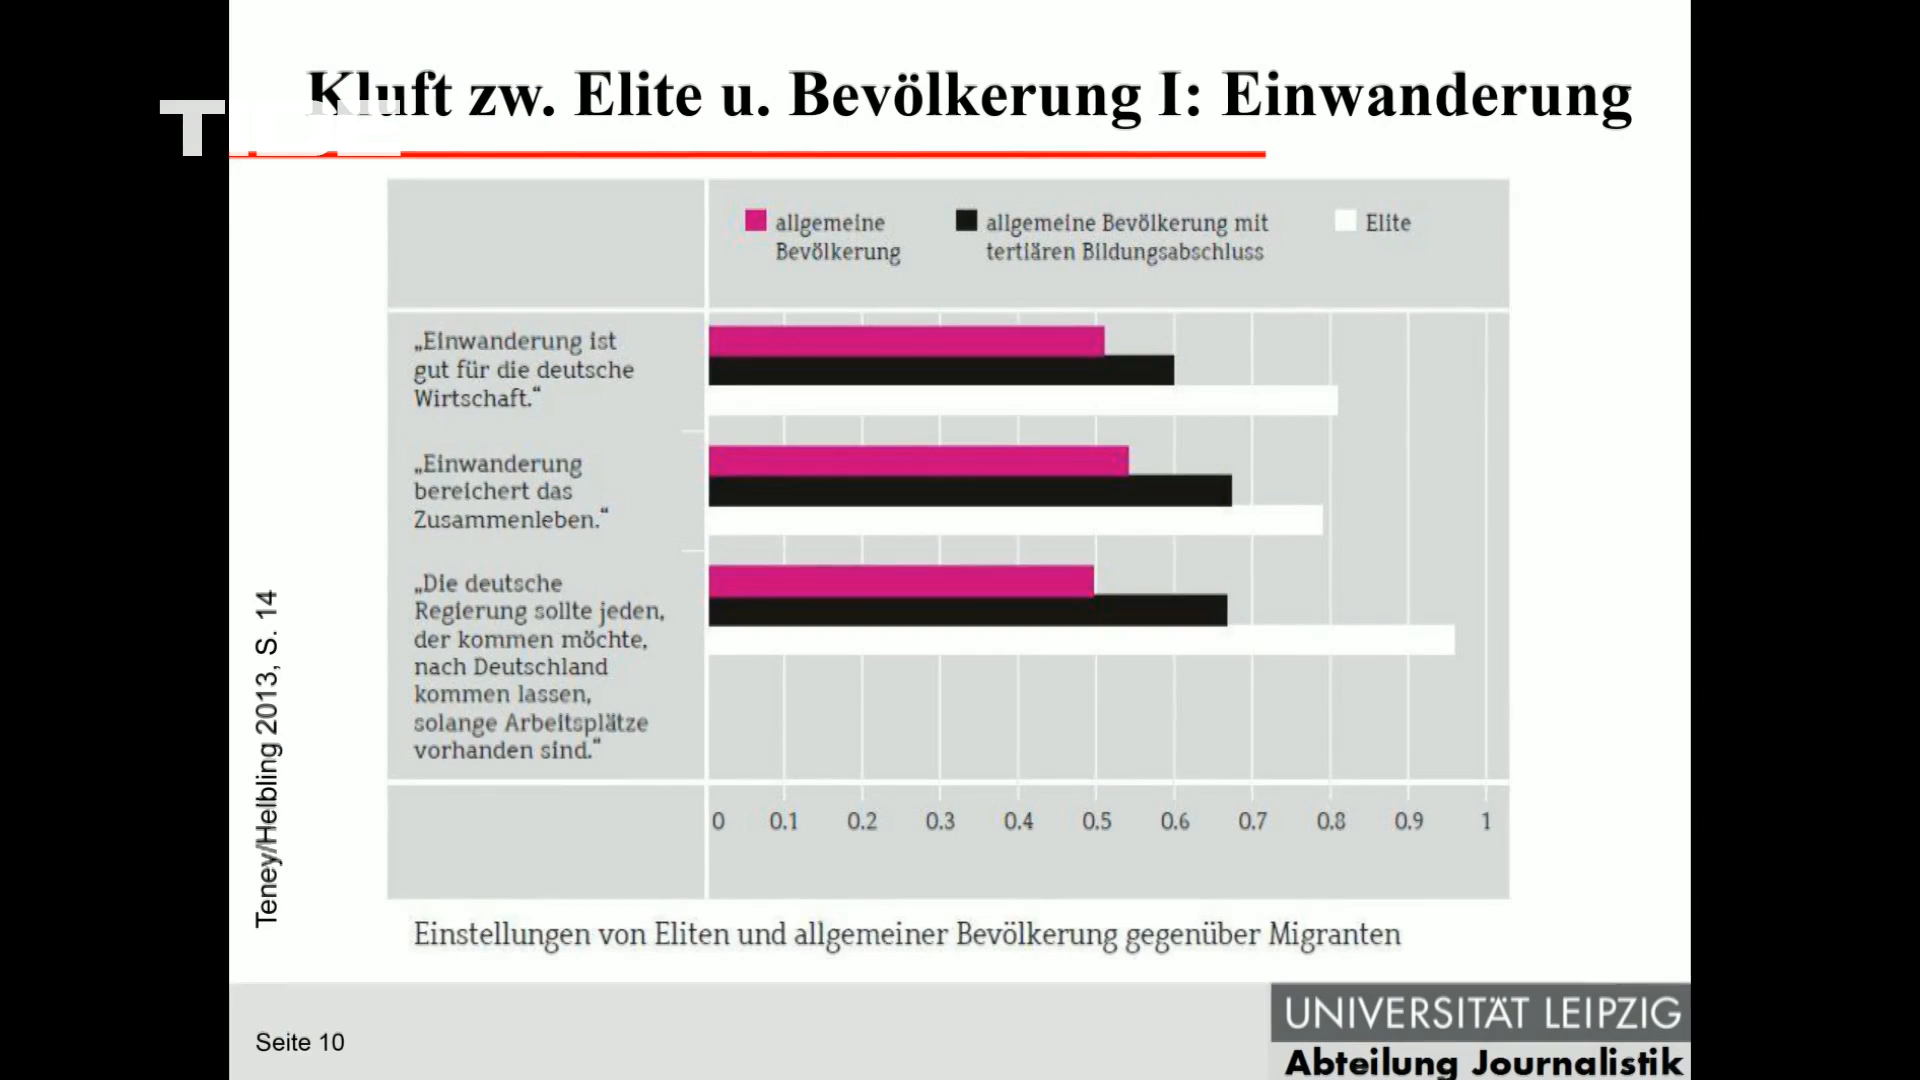 Kluft zw. Elite u. Bevölkerung I: Einwanderung
allgemeine
Bevölkerung
allgemeine Bevölkerung mit
tertiären Bildungsabschluss
Elite
„Einwanderung ist
gut für die deutsche
Wirtschaft.“
„Einwanderung
bereichert das
Zusammenleben.“
„Die deutsche
Regierung sollte jeden,
der kommen möchte,
nach Deutschland
kommen lassen,
solange Arbeitsplätze
vorhanden sind.“
0 0.1 0.2 0.3 0.4 0.5 0.6 0.7 0.8 0.9 1
Einstellungen von Eliten und allgemeiner Bevölkerung gegenüber Migranten
Teney/Helbling 2013, S. 14
Seite 10
UNIVERSITÄT LEIPZIG
Abteilung Journalistik